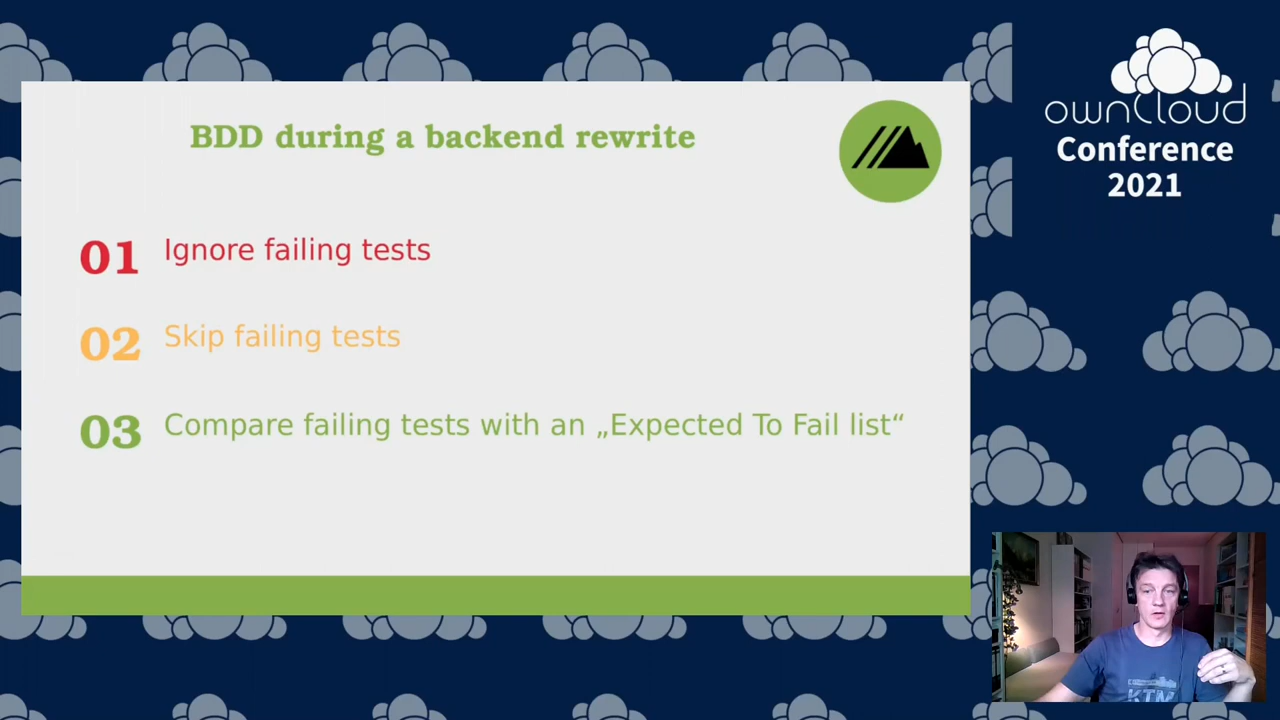 BDD during a backend rewrite
01 Ignore failing tests
02 Skip failing tests
03 Compare failing tests with an „Expected To Fail list“
ownCloud
Conference
2021
KTM